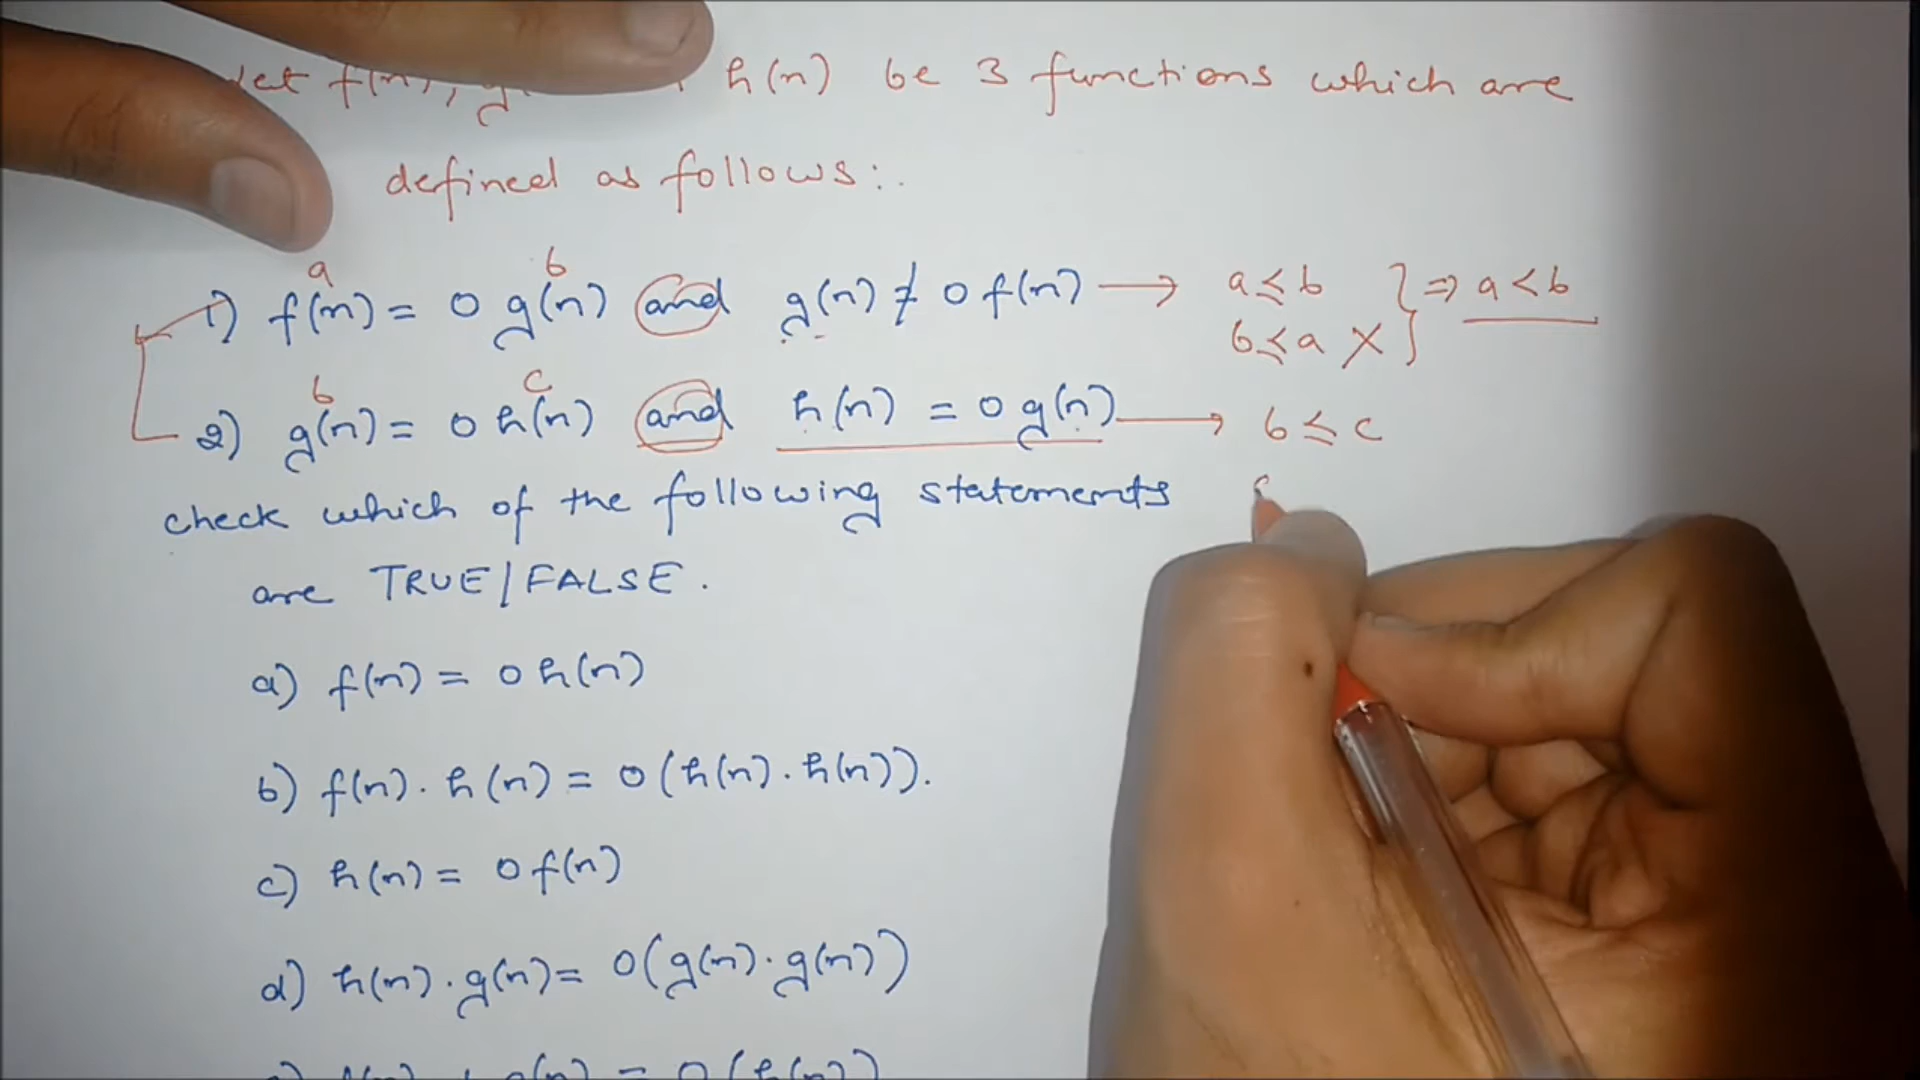 Let f(n), h(n) be 3 functions which are
defined as follows:.
a b
1) f(n) = O g(n) and g(n) ≠ O f(n) → a ≤ b } ⇒ a < b
b ≤ a X
b c
2) g(n) = O h(n) and h(n) = O g(n) → b ≤ c
check which of the following statements
are TRUE/FALSE.
a) f(n) = O h(n)
b) f(n) . h(n) = O (h(n) . h(n)).
c) h(n) = O f(n)
d) h(n) . g(n) = O(g(n) . g(n))